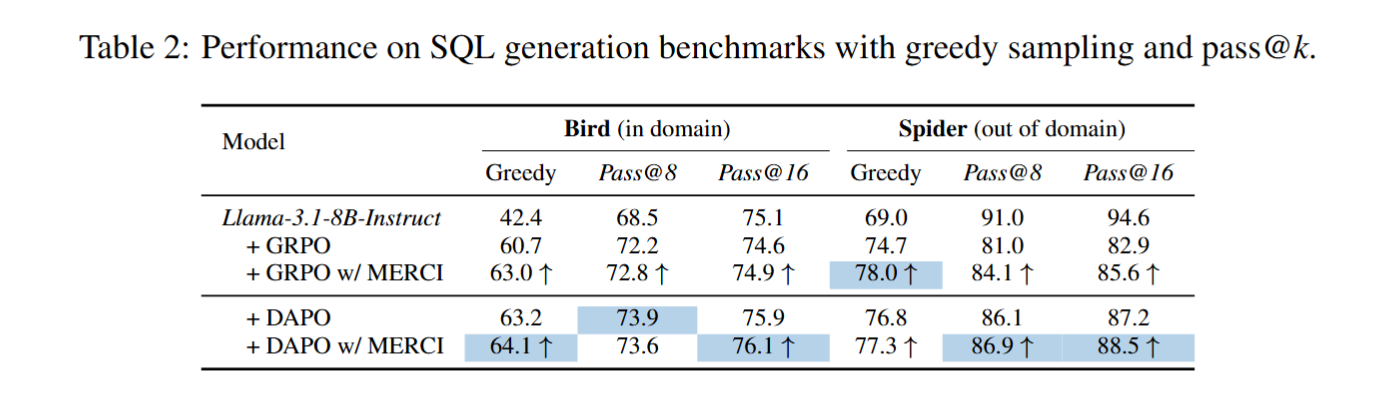 Table 2: Performance on SQL generation benchmarks with greedy sampling and pass@k.
Model Bird (in domain) Spider (out of domain)
Greedy Pass@8 Pass@16 Greedy Pass@8 Pass@16
Llama-3.1-8B-Instruct 42.4 68.5 75.1 69.0 91.0 94.6
+ GRPO 60.7 72.2 74.6 74.7 81.0 82.9
+ GRPO w/ MERCI 63.0 ↑ 72.8 ↑ 74.9 ↑ 78.0 ↑ 84.1 ↑ 85.6 ↑
+ DAPO 63.2 73.9 75.9 76.8 86.1 87.2
+ DAPO w/ MERCI 64.1 ↑ 73.6 76.1 ↑ 77.3 ↑ 86.9 ↑ 88.5 ↑